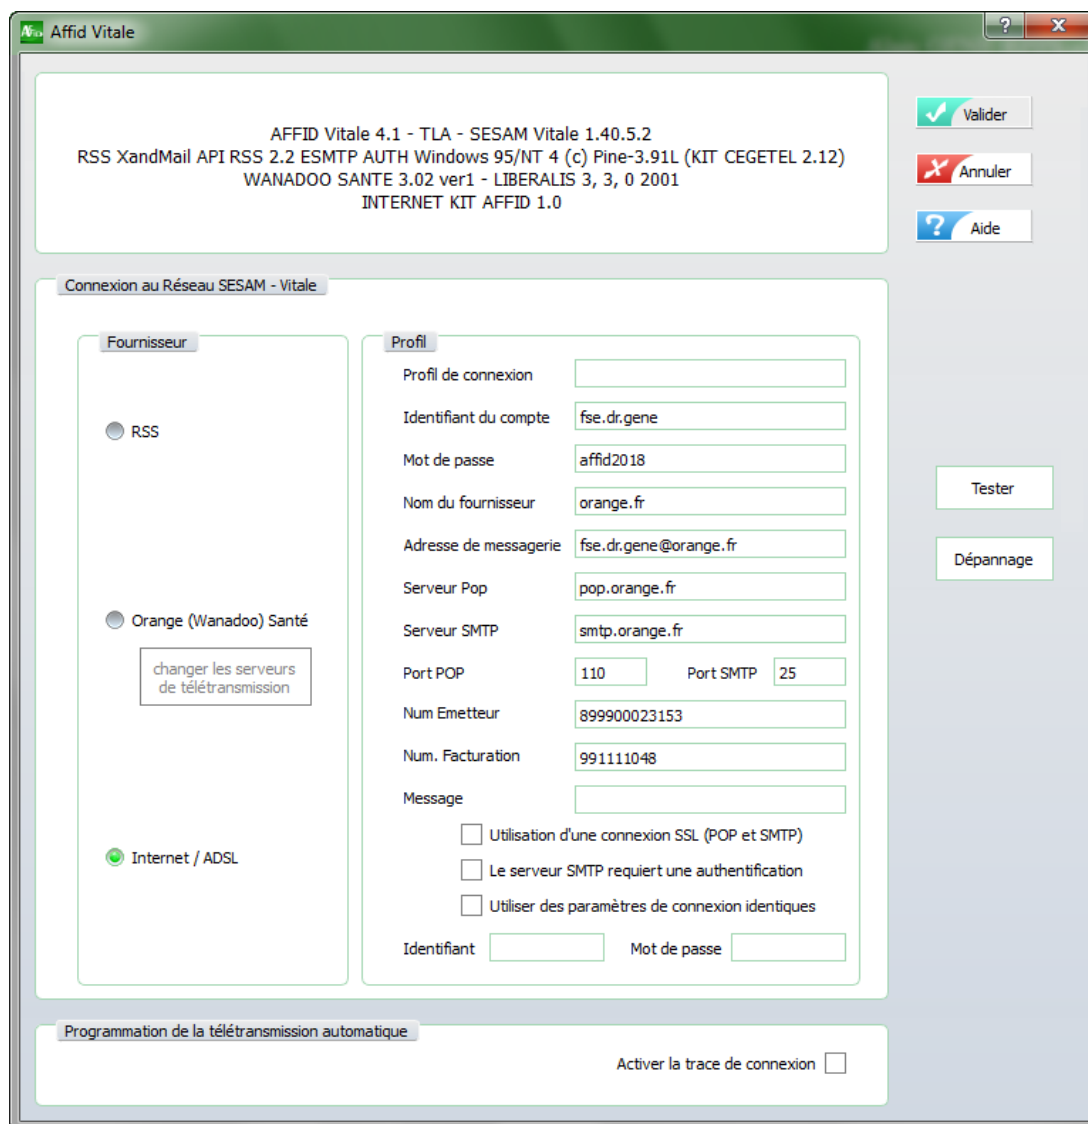 Affid Vitale
?
X
AFFID Vitale 4.1 - TLA - SESAM Vitale 1.40.5.2
RSS XandMail API RSS 2.2 ESMTP AUTH Windows 95/NT 4 (c) Pine-3.91L (KIT CEGETEL 2.12)
WANADOO SANTE 3.02 ver1 - LIBERALIS 3, 3, 0 2001
INTERNET KIT AFFID 1.0
Valider
Annuler
? Aide
Connexion au Réseau SESAM - Vitale
Fournisseur
RSS
Orange (Wanadoo) Santé
changer les serveurs
de télétransmission
Internet / ADSL
Profil
Profil de connexion
Identifiant du compte fse.dr.gene
Mot de passe affid2018
Nom du fournisseur orange.fr
Adresse de messagerie fse.dr.gene@orange.fr
Serveur Pop pop.orange.fr
Serveur SMTP smtp.orange.fr
Port POP 110 Port SMTP 25
Num Emetteur 899900023153
Num. Facturation 991111048
Message
Utilisation d'une connexion SSL (POP et SMTP)
Le serveur SMTP requiert une authentification
Utiliser des paramètres de connexion identiques
Identifiant Mot de passe
Tester
Dépannage
Programmation de la télétransmission automatique
Activer la trace de connexion